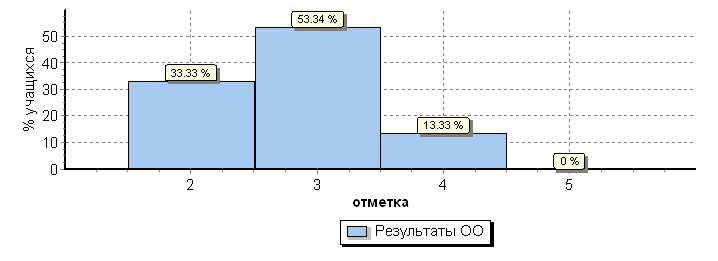 % учащихся
50
40
30
20
10
0
33.33 %
53.34 %
13.33 %
0 %
2 3 4 5
отметка
Результаты ОО